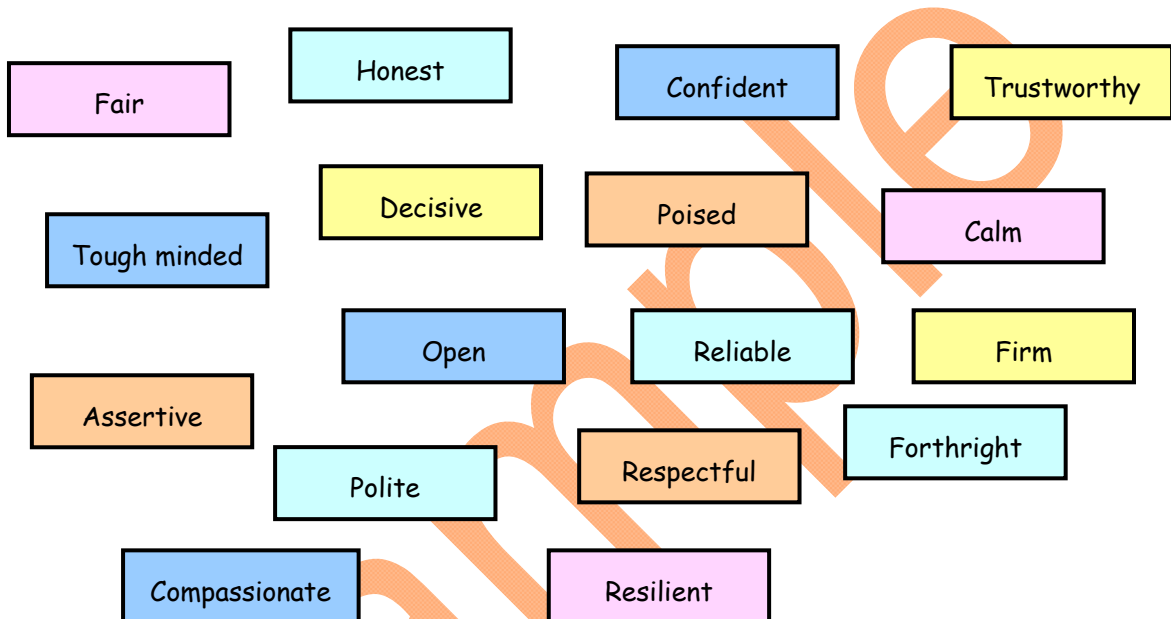 Fair
Honest
Confident
Trustworthy
Tough minded
Decisive
Poised
Calm
Open
Reliable
Firm
Assertive
Polite
Respectful
Forthright
Compassionate
Resilient